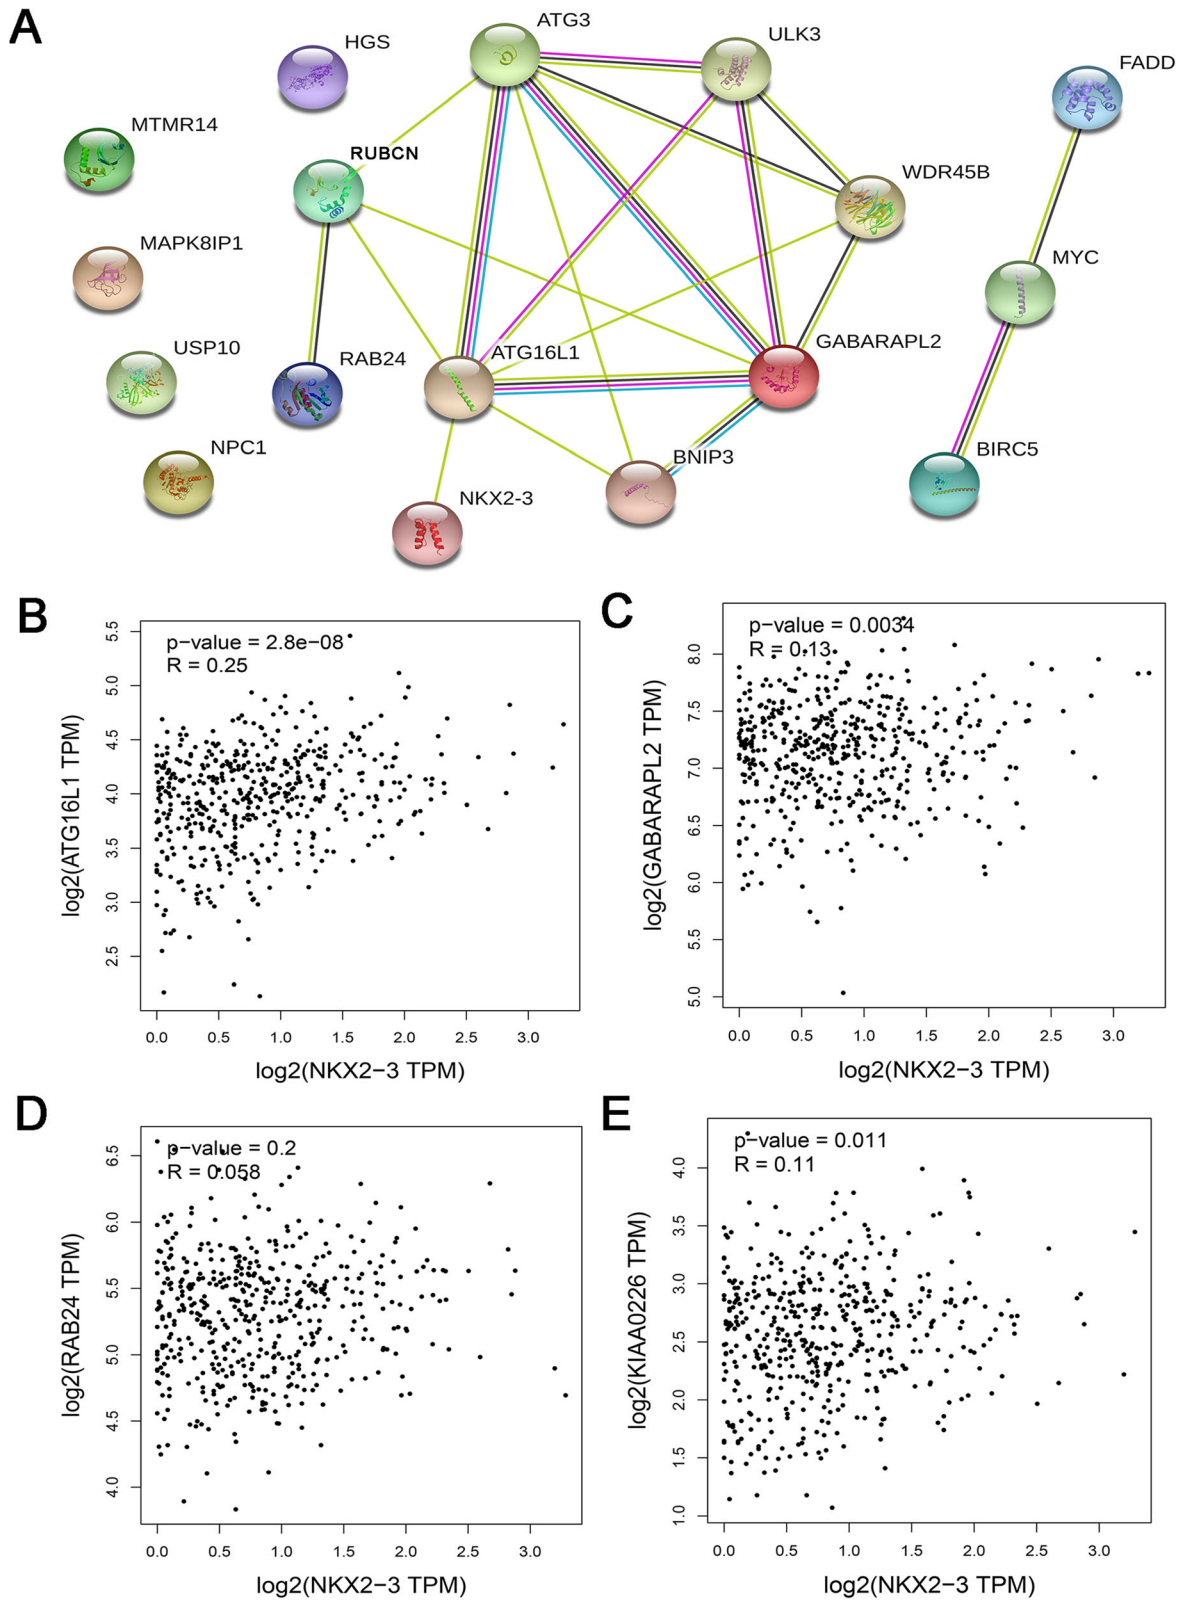 A
ATG3
ULK3
HGS
FADD
MTMR14
RUBCN
WDR45B
MAPK8IP1
MYC
USP10
RAB24
ATG16L1
GABARAPL2
NPC1
BNIP3
BIRC5
NKX2-3
B
p−value = 2.8e−08
R = 0.25
log2(ATG16L1 TPM)
5.5
5.0
4.5
4.0
3.5
3.0
2.5
0.0 0.5 1.0 1.5 2.0 2.5 3.0
log2(NKX2−3 TPM)
C
p−value = 0.0034
R = 0.13
log2(GABARAPL2 TPM)
8.0
7.5
7.0
6.5
6.0
5.5
5.0
0.0 0.5 1.0 1.5 2.0 2.5 3.0
log2(NKX2−3 TPM)
D
p−value = 0.2
R = 0.058
log2(RAB24 TPM)
6.5
6.0
5.5
5.0
4.5
4.0
0.0 0.5 1.0 1.5 2.0 2.5 3.0
log2(NKX2−3 TPM)
E
p−value = 0.011
R = 0.11
log2(KIAA0226 TPM)
4.0
3.5
3.0
2.5
2.0
1.5
1.0
0.0 0.5 1.0 1.5 2.0 2.5 3.0
log2(NKX2−3 TPM)